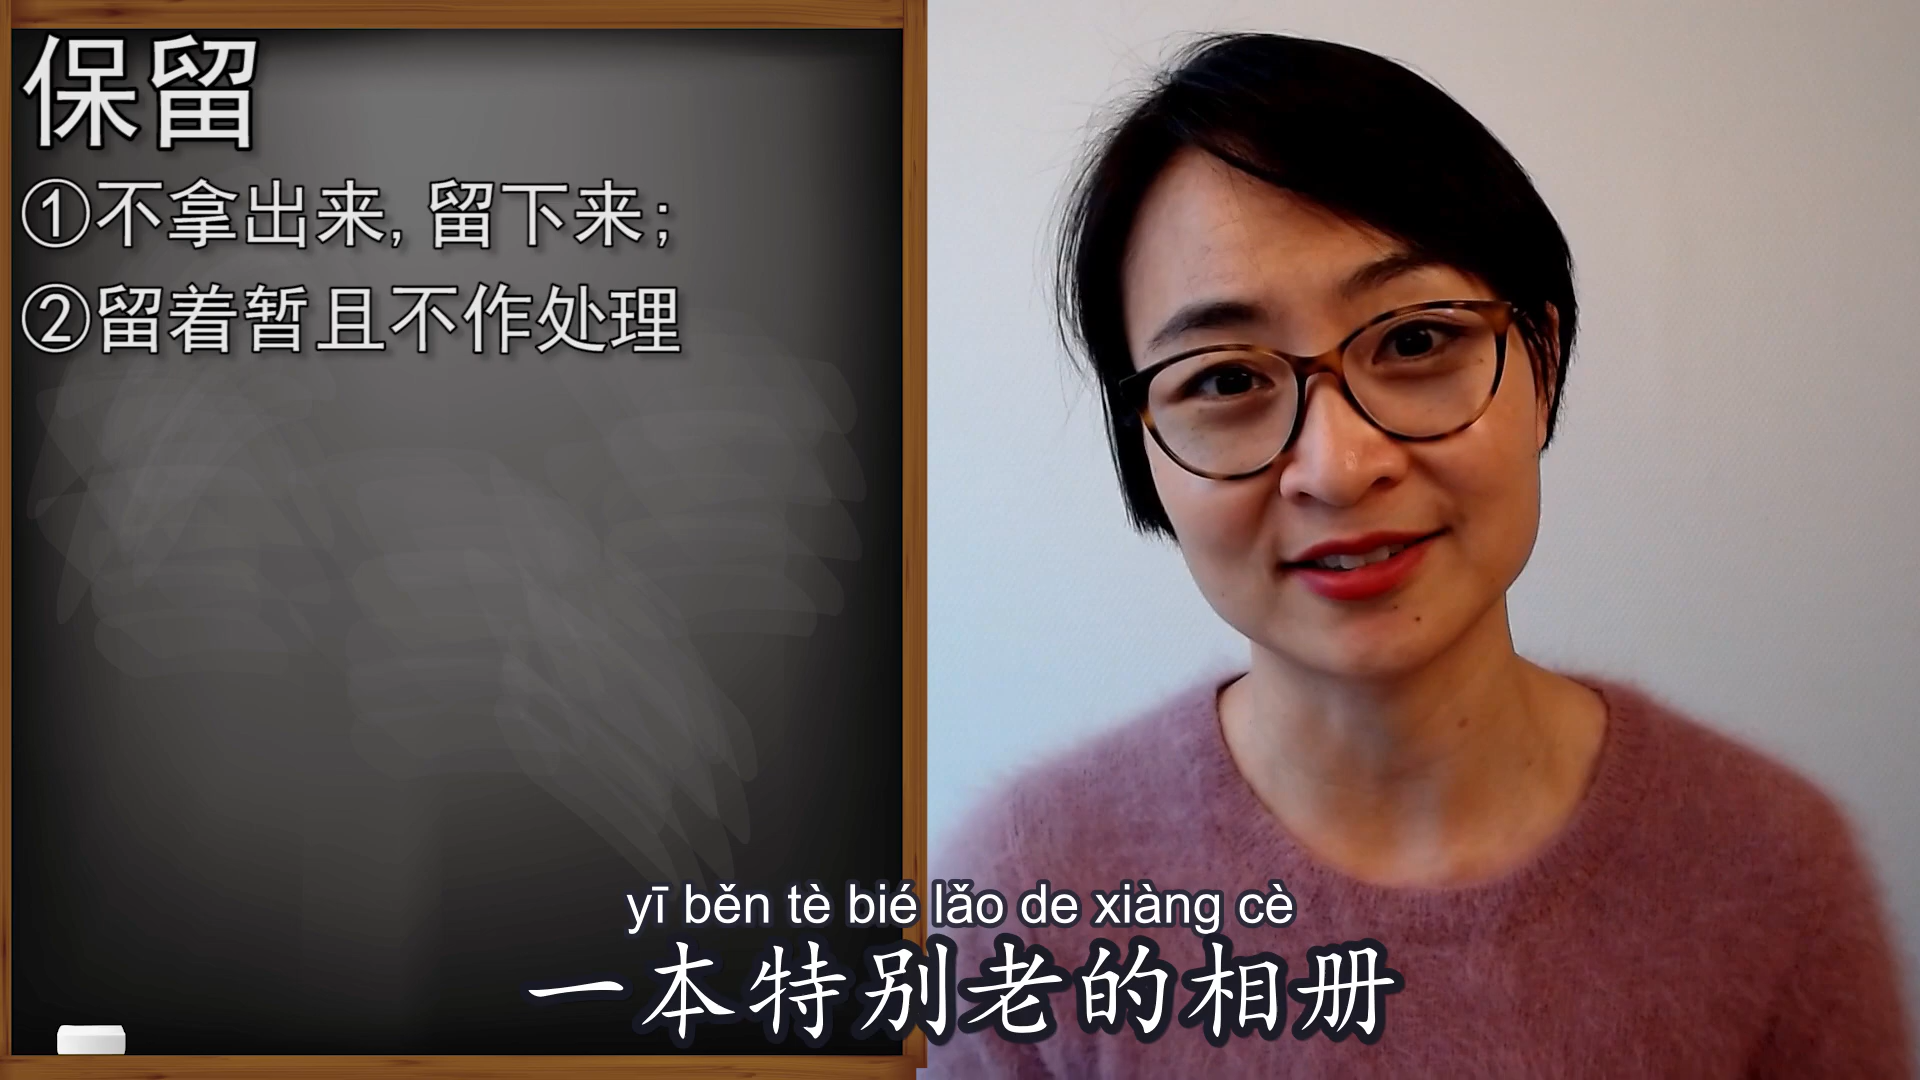 保留
①不拿出来,留下来;
②留着暂且不作处理
yī běn tè bié lǎo de xiàng cè
一本特别老的相册